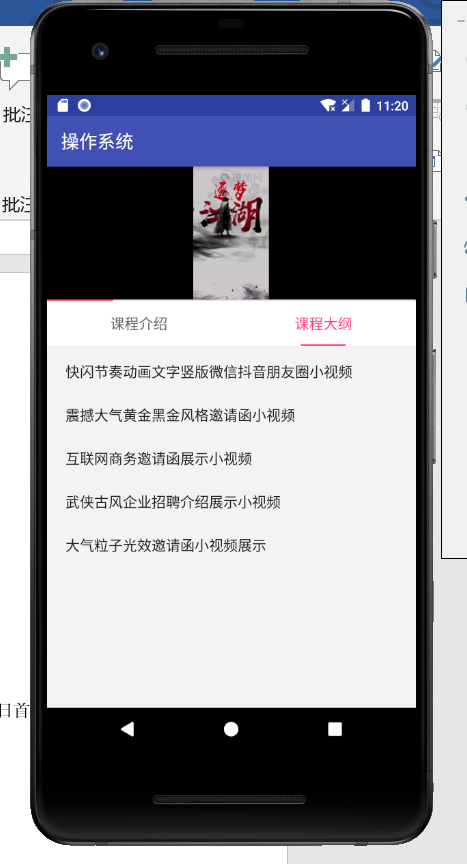 批注
批注
11:20
操作系统
逐梦
江湖
课程介绍
课程大纲
快闪节奏动画文字竖版微信抖音朋友圈小视频
震撼大气黄金黑金风格邀请函小视频
互联网商务邀请函展示小视频
武侠古风企业招聘介绍展示小视频
大气粒子光效邀请函小视频展示
日首